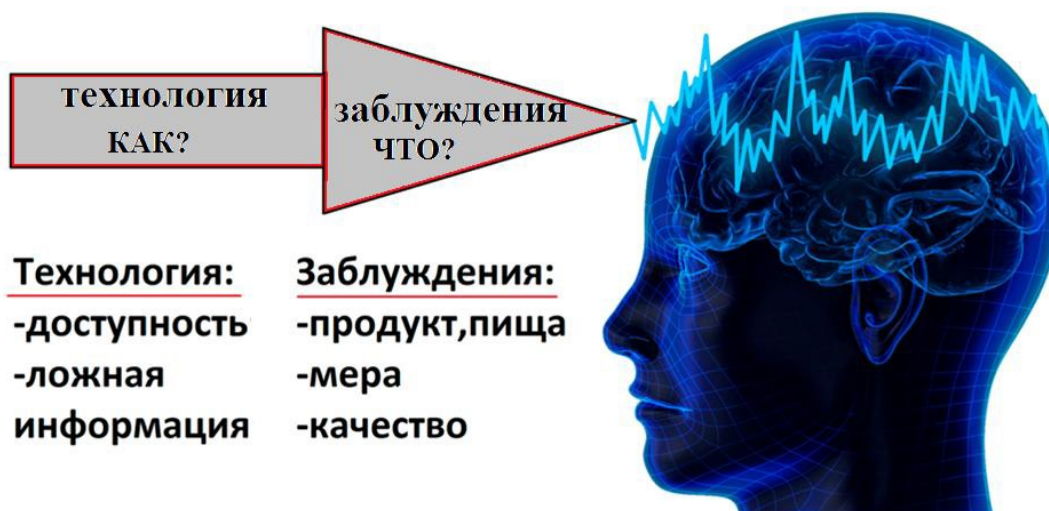 технология
КАК?
заблуждения
ЧТО?
Технология:
-доступность
-ложная
информация
Заблуждения:
-продукт,пища
-мера
-качество